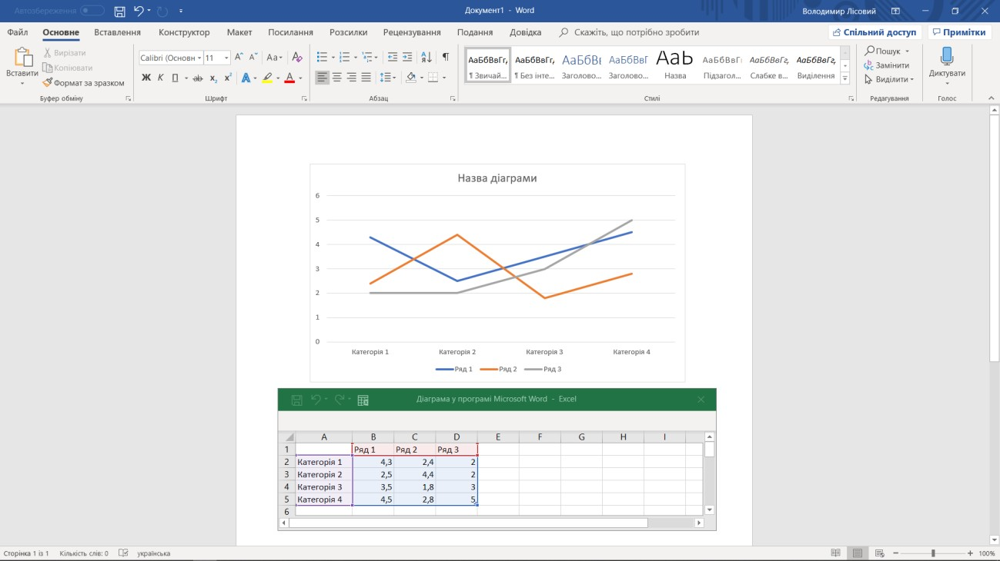 Автозбереження
Документ1 - Word
Володимир Лісовий
Файл Основне Вставлення Конструктор Макет Посилання Розсилки Рецензування Подання Довідка Скажіть, що потрібно зробити Спільний доступ Примітки
Вставити
Вирізати
Копіювати
Формат за зразком
Буфер обміну
Calibri (Основн 11
Ж К П ab x₂ x²
Шрифт
Абзац
АаБбВвГг, АаБбВвГг, АаБбВв АаБбВвГ АаБ АаБбВвГ АаБбВвГг, АаБбВвГг,
¶ Звичай... ¶ Без інте... Заголово... Заголово... Назва Підзагол... Слабке в... Виділення
Стилі
Пошук
Замінити
Виділити
Редагування
Диктувати
Голос
Назва діаграми
6
5
4
3
2
1
0
Категорія 1 Категорія 2 Категорія 3 Категорія 4
Ряд 1 Ряд 2 Ряд 3
Діаграма у програмі Microsoft Word - Excel
A B C D E F G H I
1 Ряд 1 Ряд 2 Ряд 3
2 Категорія 1 4,3 2,4 2
3 Категорія 2 2,5 4,4 2
4 Категорія 3 3,5 1,8 3
5 Категорія 4 4,5 2,8 5
6
Сторінка 1 із 1 Кількість слів: 0 українська 100%